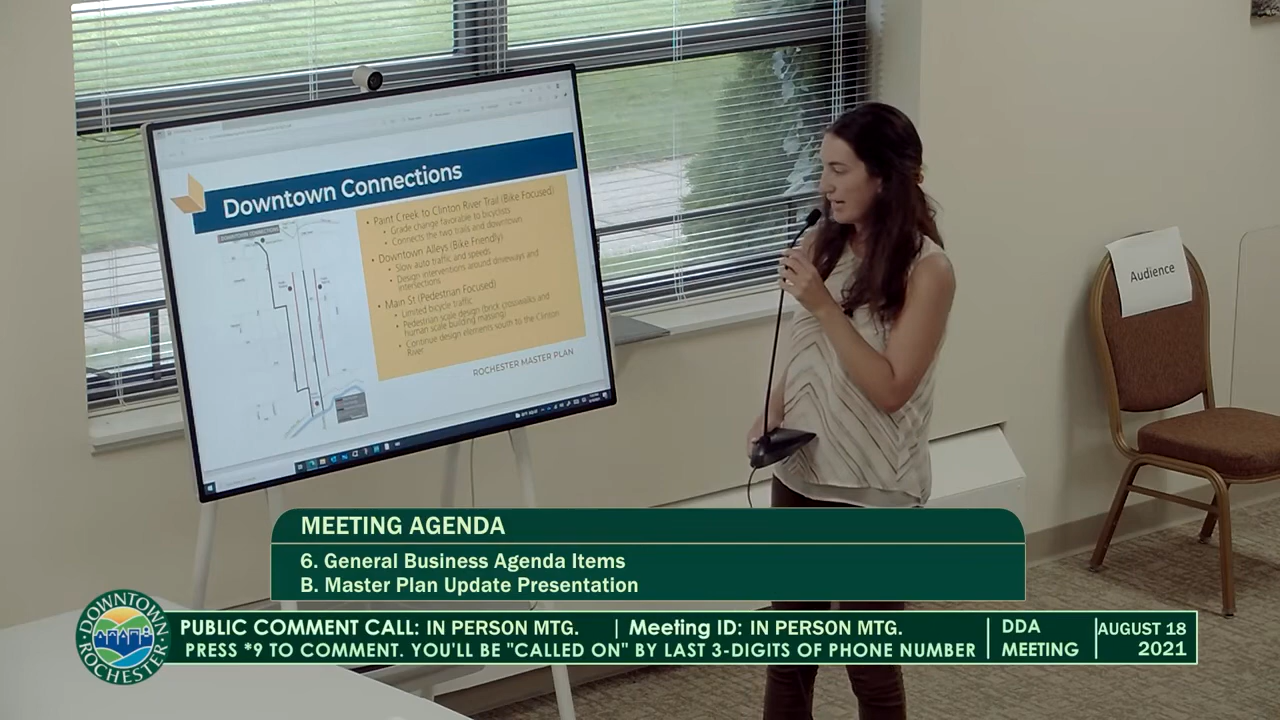 Downtown Connections
DOWNTOWN CONNECTIONS
• Paint Creek to Clinton River Trail (Bike Focused)
• Grade change favorable to bicyclists
• Connects the two trails and downtown
• Downtown Alleys (Bike Friendly)
• Slow auto traffic and speeds
• Design interventions around driveways and
intersections
• Main St (Pedestrian Focused)
• Limited bicycle traffic
• Pedestrian scale design (brick crosswalks and
human scale building massing)
• Continue design elements south to the Clinton
River
ROCHESTER MASTER PLAN
Audience
MEETING AGENDA
6. General Business Agenda Items
B. Master Plan Update Presentation
DOWNTOWN
ROCHESTER
PUBLIC COMMENT CALL: IN PERSON MTG. | Meeting ID: IN PERSON MTG.
PRESS *9 TO COMMENT. YOU'LL BE "CALLED ON" BY LAST 3-DIGITS OF PHONE NUMBER
DDA
MEETING
AUGUST 18
2021